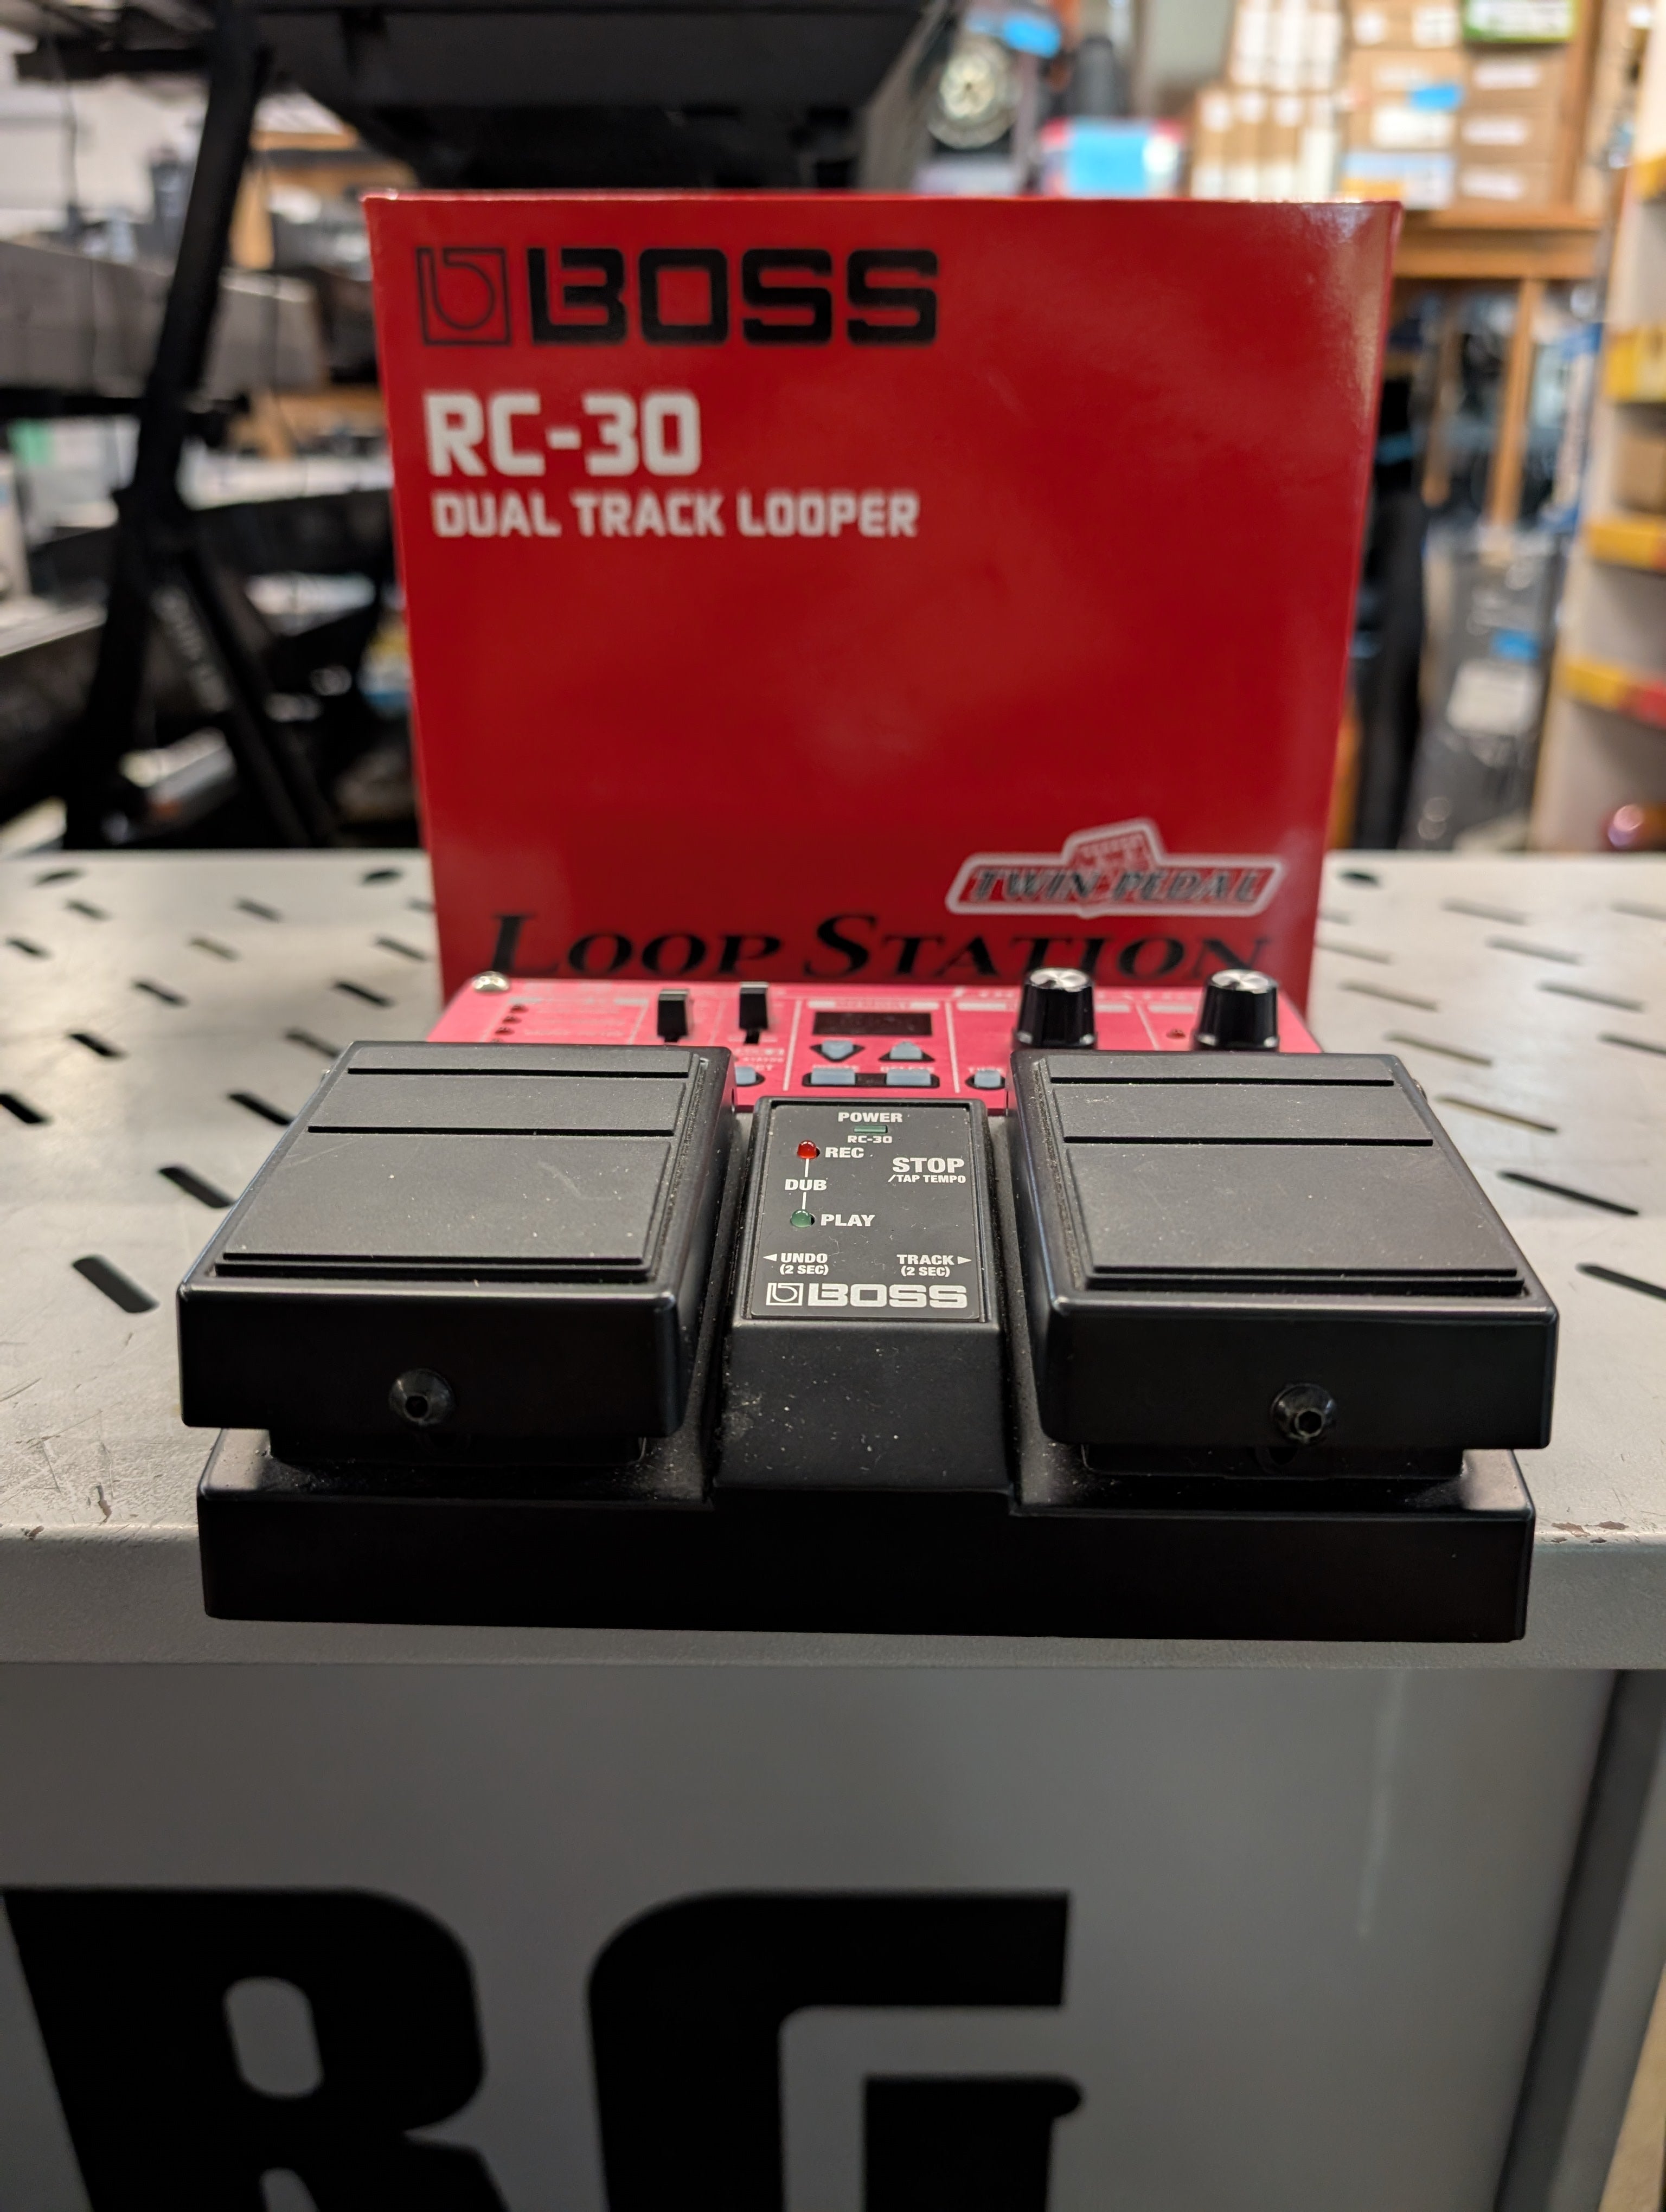 BOSS
RC-30
DUAL TRACK LOOPER
TWIN PEDAL
LOOP STATION
POWER
RC-30
REC
STOP
/TAP TEMPO
DUB
PLAY
◄UNDO
(2 SEC)
TRACK►
(2 SEC)
BOSS
RG